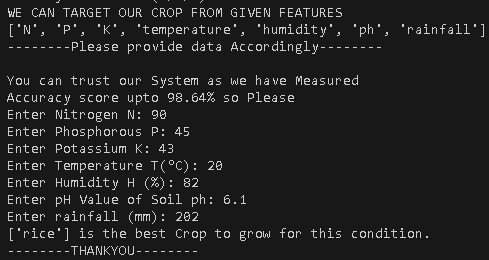 WE CAN TARGET OUR CROP FROM GIVEN FEATURES
['N', 'P', 'K', 'temperature', 'humidity', 'ph', 'rainfall']
--------Please provide data Accordingly--------
You can trust our System as we have Measured
Accuracy score upto 98.64% so Please
Enter Nitrogen N: 90
Enter Phosphorous P: 45
Enter Potassium K: 43
Enter Temperature T(°C): 20
Enter Humidity H (%): 82
Enter pH Value of Soil ph: 6.1
Enter rainfall (mm): 202
['rice'] is the best Crop to grow for this condition.
--------THANKYOU--------